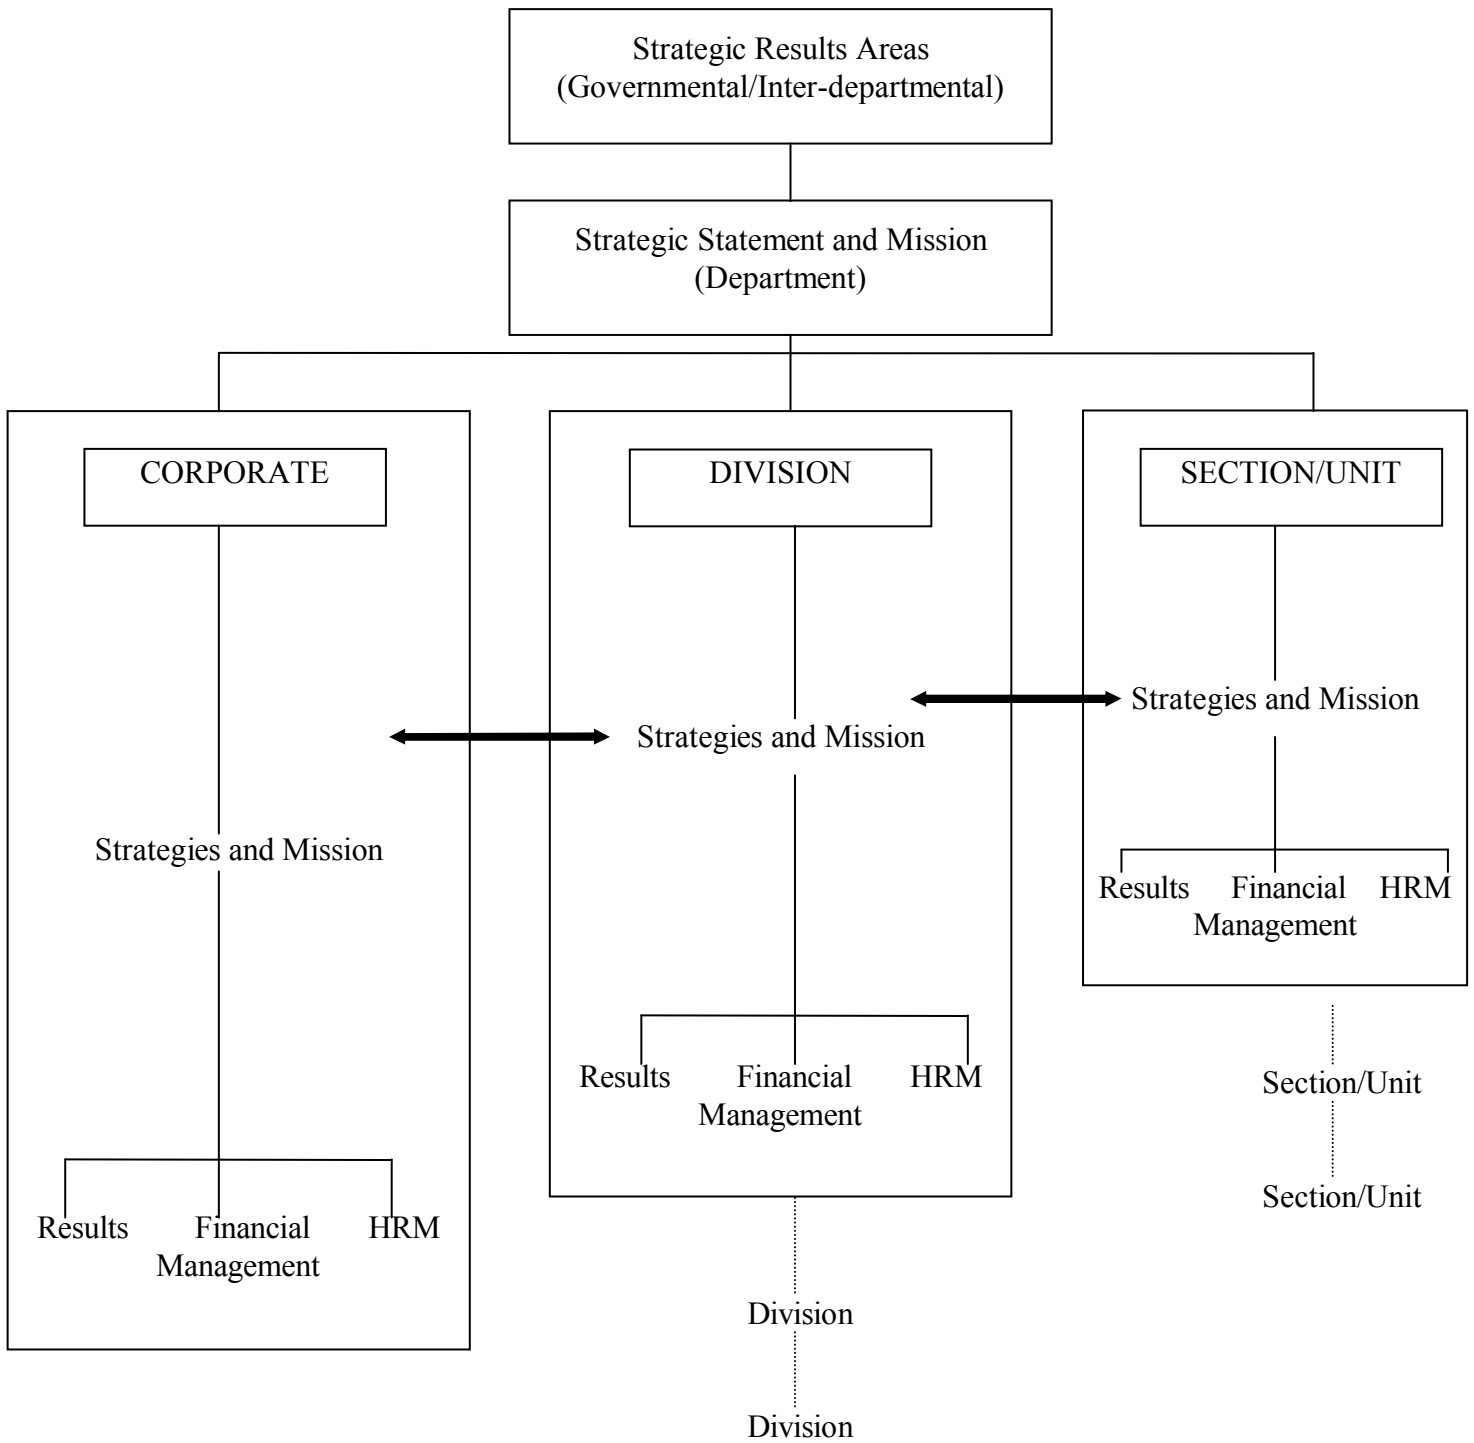 Strategic Results Areas
(Governmental/Inter-departmental)
Strategic Statement and Mission
(Department)
CORPORATE
Strategies and Mission
Results Financial HRM
Management
DIVISION
Strategies and Mission
Results Financial HRM
Management
Division
Division
SECTION/UNIT
Strategies and Mission
Results Financial HRM
Management
Section/Unit
Section/Unit